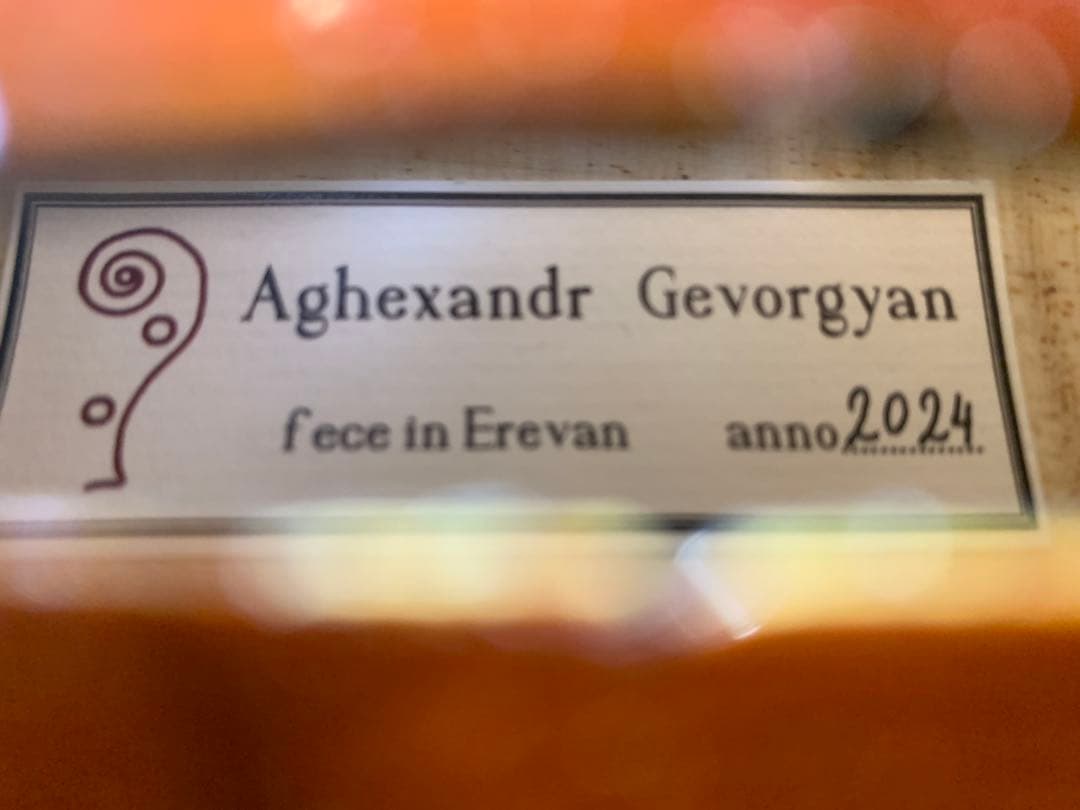 Aghexandr Gevorgyan
fece in Erevan anno 2024